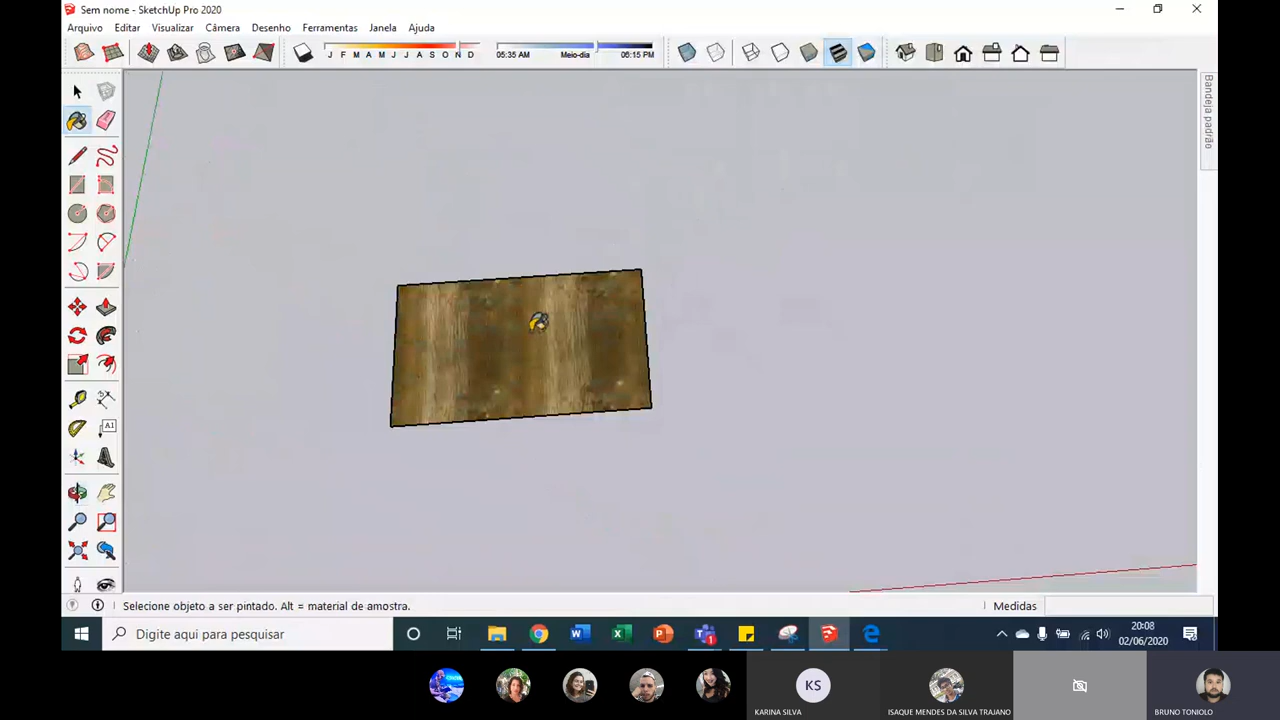 Sem nome - SketchUp Pro 2020
Arquivo Editar Visualizar Câmera Desenho Ferramentas Janela Ajuda
J F M A M J J A S O N D
05:35 AM Meio-dia 06:15 PM
Bandeja padrão
A1
Selecione objeto a ser pintado. Alt = material de amostra.
Medidas
Digite aqui para pesquisar
20:08
02/06/2020
KS
KARINA SILVA
ISAQUE MENDES DA SILVA TRAJANO
BRUNO TONIOLO